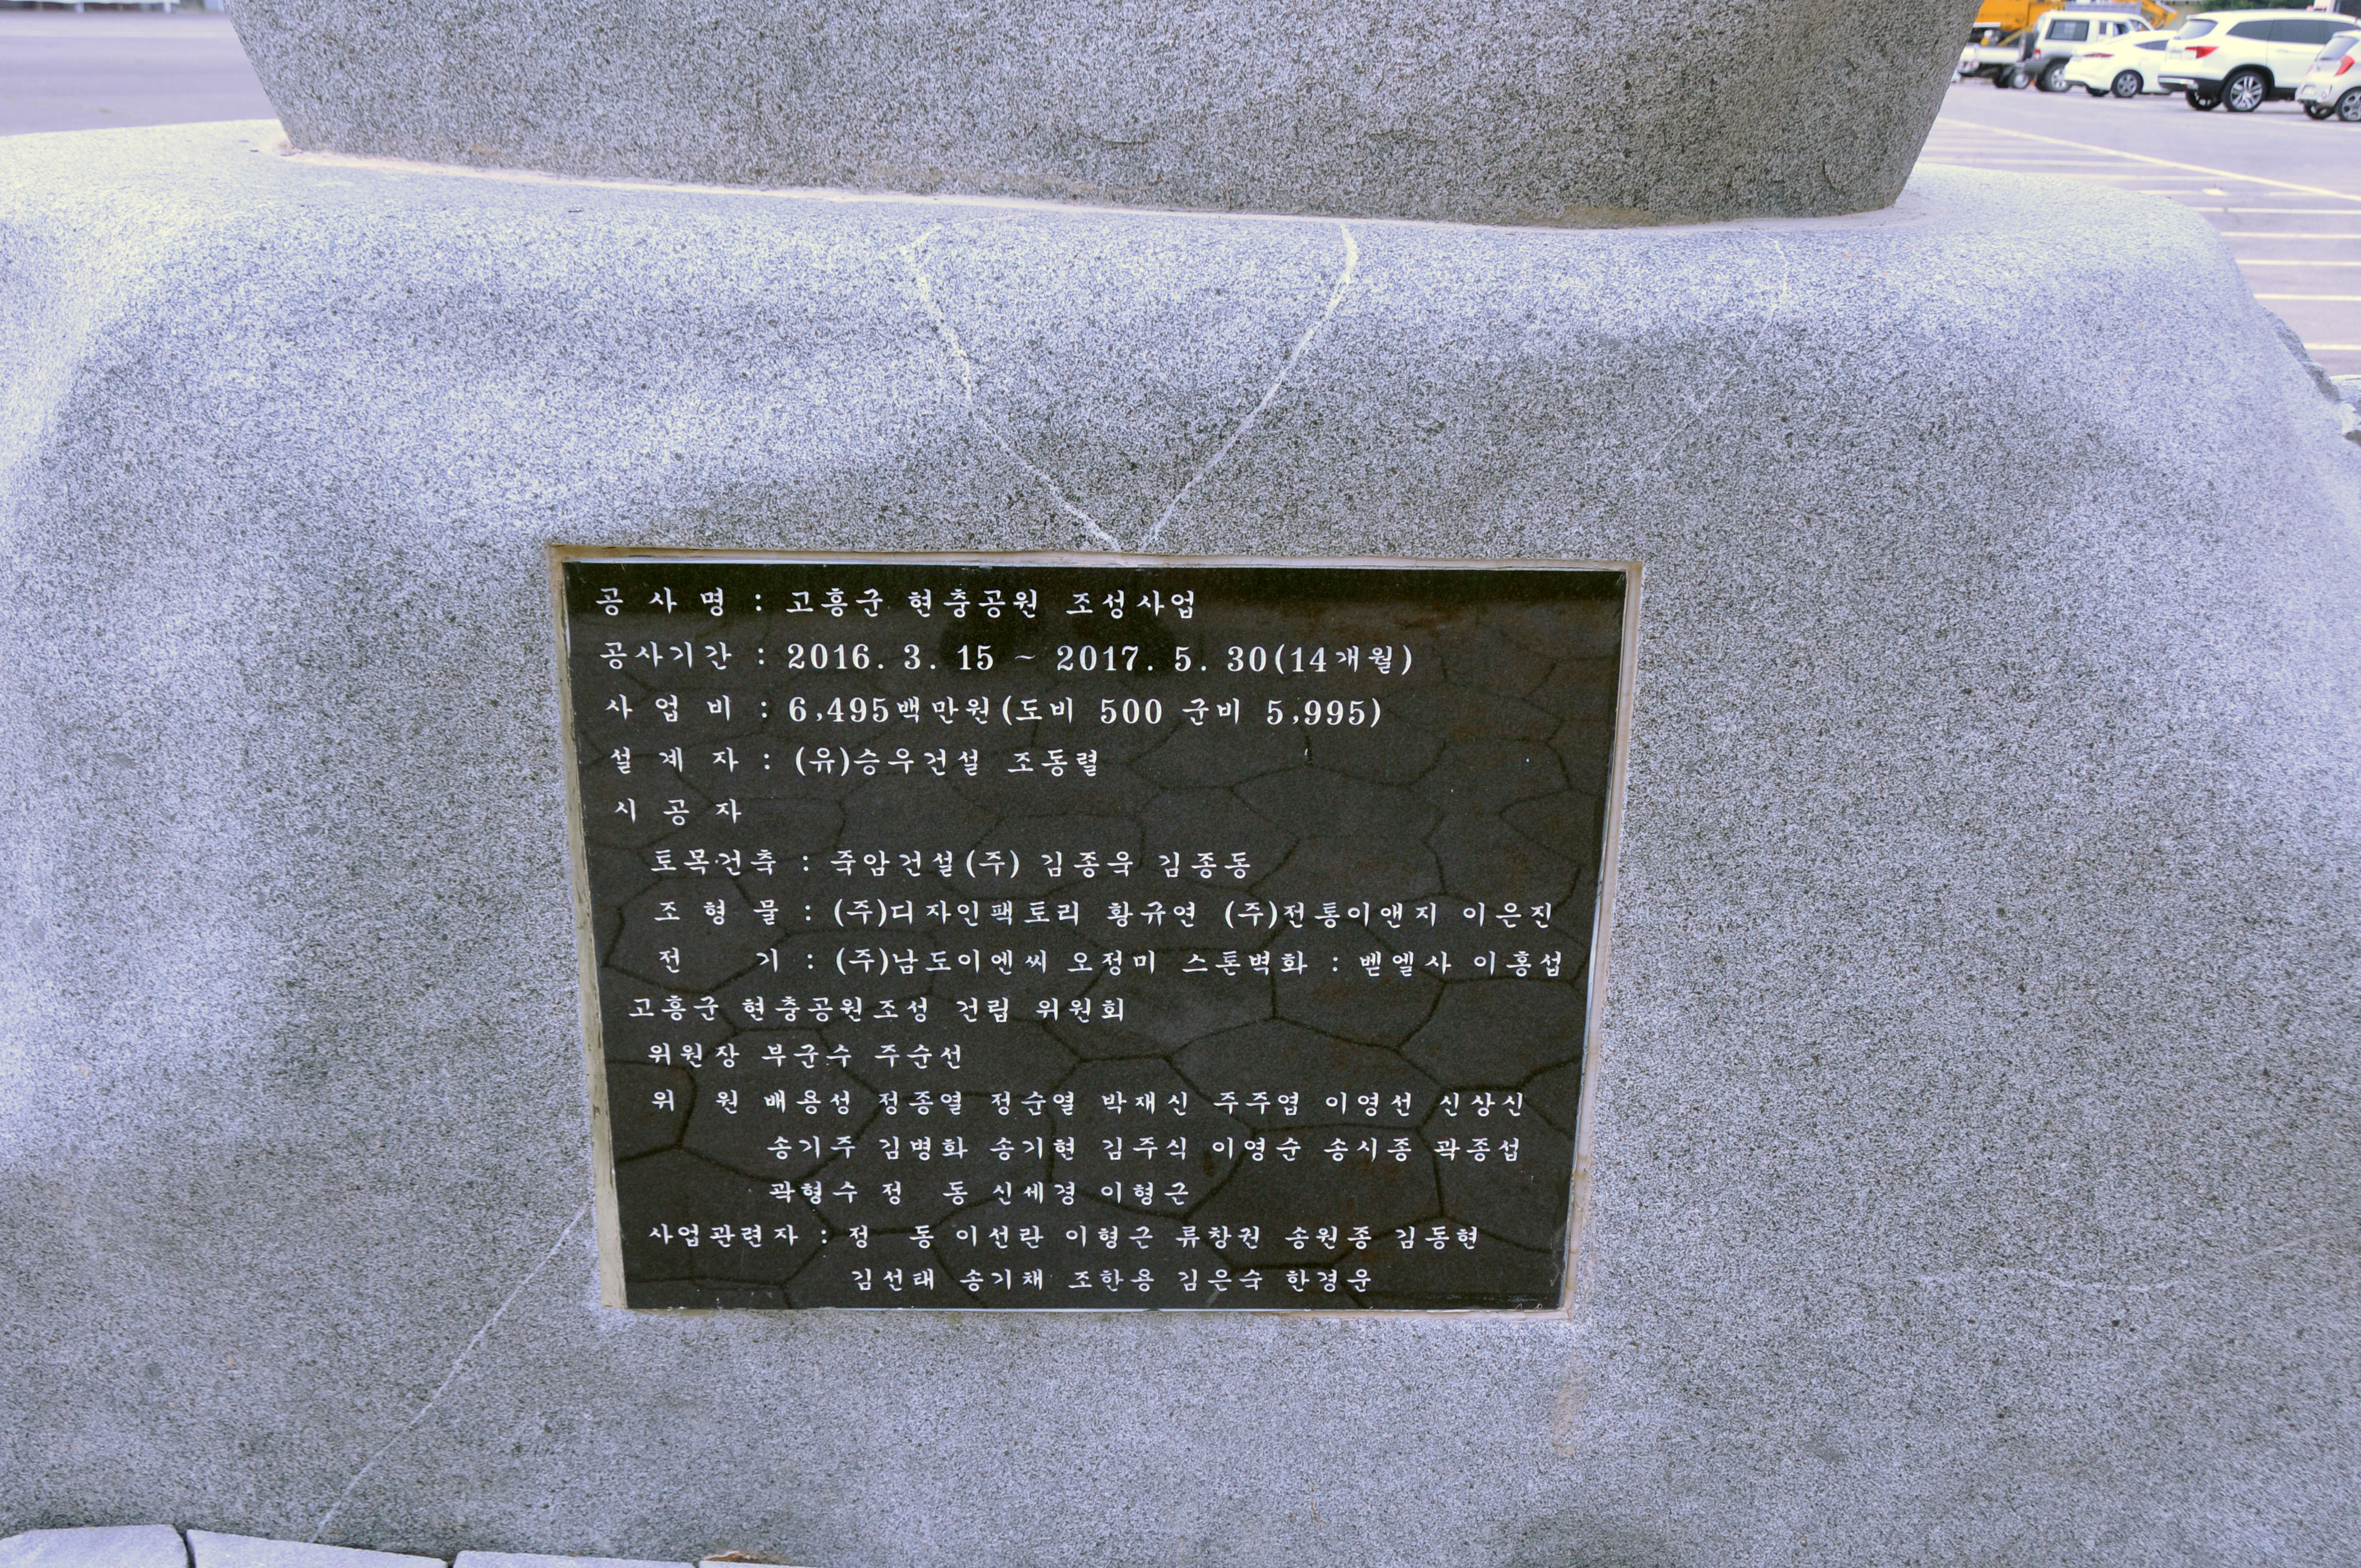 공 사 명 : 고흥군 현충공원 조성사업
공사기간 : 2016. 3. 15 ~ 2017. 5. 30(14개월)
사 업 비 : 6,495백만원(도비 500 군비 5,995)
설 계 자 : (유)승우건설 조동렬
시 공 자
토목·건축 : 죽암건설(주) 김종욱 김종동
조 형 물 : (주)디자인팩토리 황규연 (주)전통이앤지 이은진
전 기 : (주)남도이엔씨 오정미 스톤벽화 : 벧엘사 이홍섭
고흥군 현충공원조성 건립 위원회
위원장 부군수 주순선
위 원 배용성 정종열 정순열 박재신 주주엽 이영선 신상신
송기주 김병화 송기현 김주식 이영순 송시종 곽종섭
곽형수 정 동 신세경 이형근
사업관련자 : 정 동 이선란 이형근 류창권 송원종 김동현
김선태 송기채 조한용 김은숙 한경운